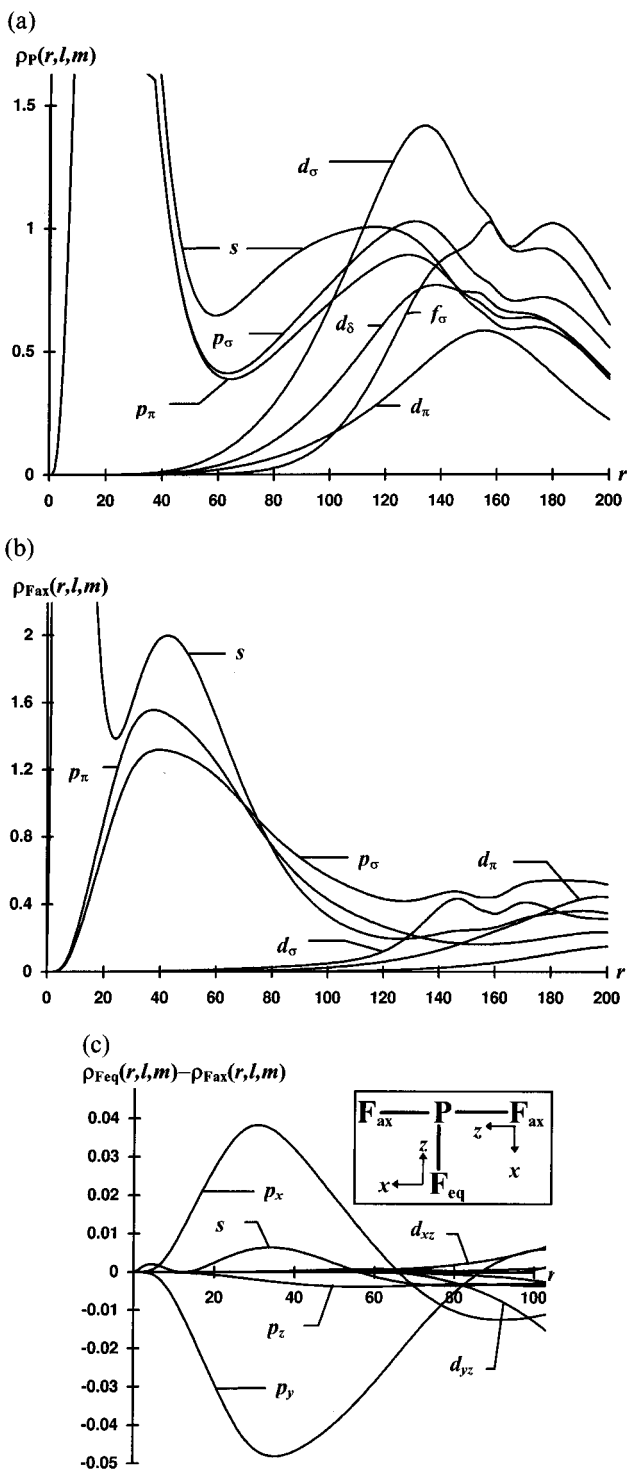 (a)
ρP(r,l,m)
1.5
dσ
1
s
pσ
dδ
fσ
0.5
pπ
dπ
0
r
0 20 40 60 80 100 120 140 160 180 200
(b)
ρFax(r,l,m)
2
s
1.6
pπ
1.2
0.8
pσ
dπ
0.4
dσ
0
r
0 20 40 60 80 100 120 140 160 180 200
(c)
ρFeq(r,l,m)–ρFax(r,l,m)
0.04
Fax P Fax
z
z
x
x
Feq
0.03
px
0.02
s
dxz
0.01
r
0
20 40 60 80 100
-0.01
pz
dyz
-0.02
-0.03
py
-0.04
-0.05